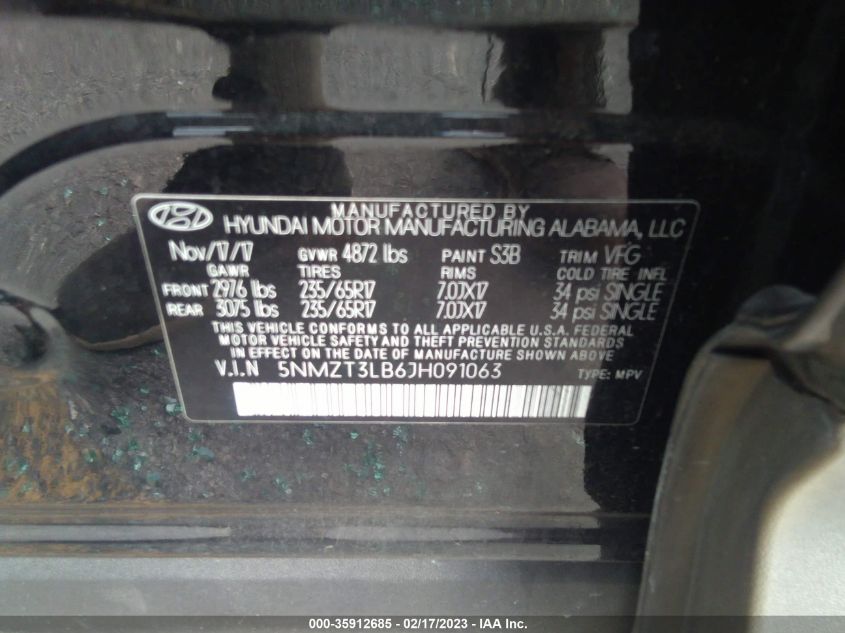 MANUFACTURED BY
HYUNDAI MOTOR MANUFACTURING ALABAMA, LLC
Nov/17/17 GVWR 4872 lbs PAINT S3B TRIM VFG
GAWR TIRES RIMS COLD TIRE INFL
FRONT 2976 lbs 235/65R17 7.0JX17 34 psi SINGLE
REAR 3075 lbs 235/65R17 7.0JX17 34 psi SINGLE
THIS VEHICLE CONFORMS TO ALL APPLICABLE U.S.A. FEDERAL
MOTOR VEHICLE SAFETY AND THEFT PREVENTION STANDARDS
IN EFFECT ON THE DATE OF MANUFACTURE SHOWN ABOVE
V.I.N 5NMZT3LB6JH091063 TYPE: MPV
000-35912685 - 02/17/2023 - IAA Inc.